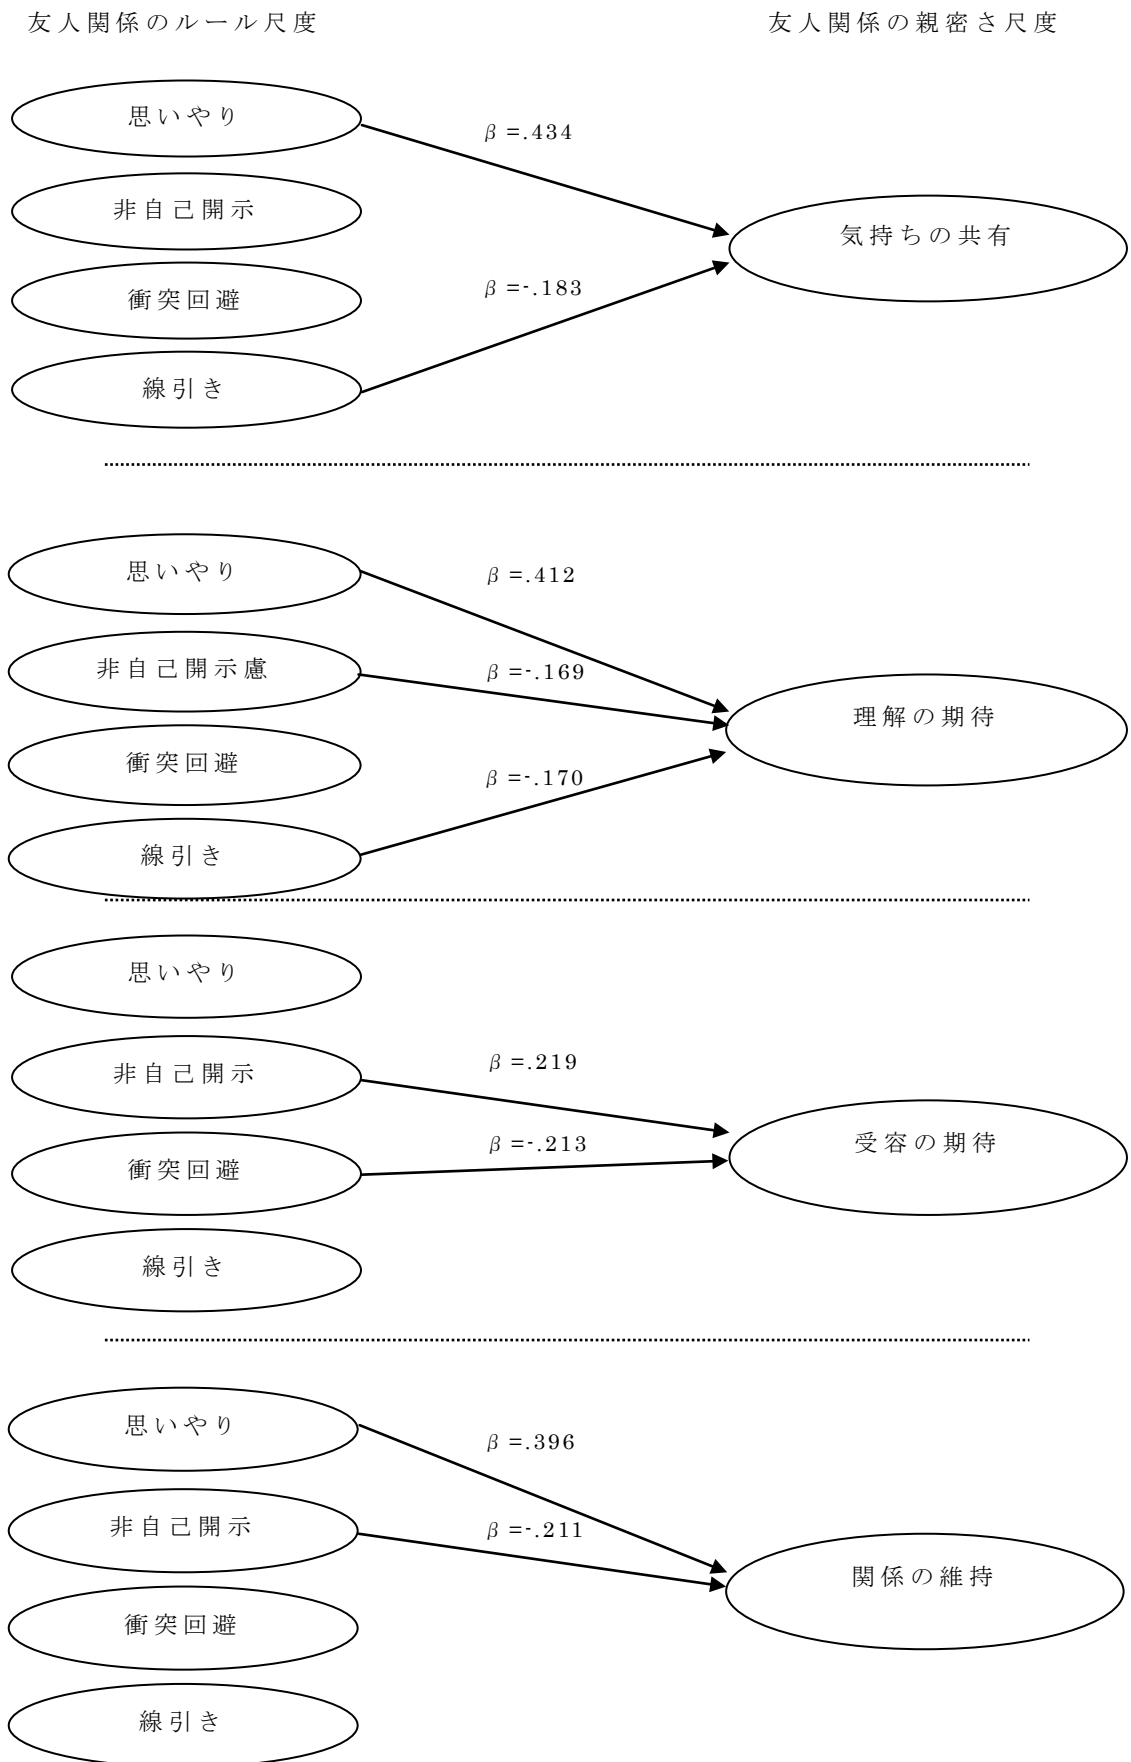 友人関係のルール尺度
友人関係の親密さ尺度
思いやり
β=.434
非自己開示
気持ちの共有
衝突回避
β=-.183
線引き
思いやり
β=.412
非自己開示慮
β=-.169
理解の期待
衝突回避
β=-.170
線引き
思いやり
非自己開示
β=.219
受容の期待
衝突回避
β=-.213
線引き
思いやり
β=.396
非自己開示
β=-.211
関係の維持
衝突回避
線引き